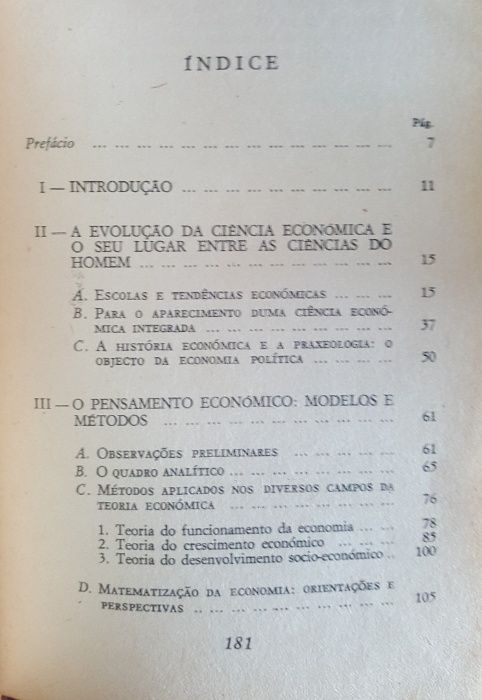 ÍNDICE
Pág.
Prefácio ... ... ... ... ... ... ... ... ... ... ... ... ... 7
I — INTRODUÇÃO ... ... ... ... ... ... ... ... ... 11
II — A EVOLUÇÃO DA CIÊNCIA ECONÓMICA E
O SEU LUGAR ENTRE AS CIÊNCIAS DO
HOMEM ... ... ... ... ... ... ... ... ... ... ... 15
A. ESCOLAS E TENDÊNCIAS ECONÓMICAS ... ... ... 15
B. PARA O APARECIMENTO DUMA CIÊNCIA ECONÓ-
MICA INTEGRADA ... ... ... ... ... ... ... ... 37
C. A HISTÓRIA ECONÓMICA E A PRAXEOLOGIA: O
OBJECTO DA ECONOMIA POLÍTICA ... ... ... ... 50
III — O PENSAMENTO ECONÓMICO: MODELOS E
MÉTODOS ... ... ... ... ... ... ... ... ... ... 61
A. OBSERVAÇÕES PRELIMINARES ... ... ... ... 61
B. O QUADRO ANALÍTICO ... ... ... ... ... ... ... 65
C. MÉTODOS APLICADOS NOS DIVERSOS CAMPOS DA
TEORIA ECONÓMICA ... ... ... ... ... ... ... 76
1. Teoria do funcionamento da economia ... ... 78
2. Teoria do crescimento económico ... ... ... 85
3. Teoria do desenvolvimento socio-económico .. 100
D. MATEMATIZAÇÃO DA ECONOMIA: ORIENTAÇÕES E
PERSPECTIVAS .. ... ... ... ... ... ... ... ... 105
181